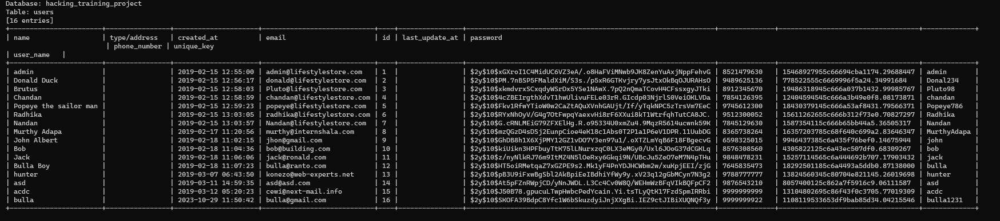 Database: hacking_training_project
Table: users
[16 entries]
| name | type/address | created_at | email | id | last_update_at | password
| phone_number | unique_key
| user_name |
| admin | | 2019-02-15 12:55:00 | admin@lifestylestore.com | 1 | | $2y$10$xGXroI1C4MidUC6VZ3eA/.o8HaFViMNwb9JK8ZenYuAxjNppFehvG | 8521479630 | 15468927955c66694cba1174.29688447 | admin |
| Donald Duck | | 2019-02-15 12:56:17 | donald@lifestylestore.com | 2 | | $2y$10$PM.7nBSP5FMaldXiM/S3s./p5xR6GTKvjry7ysJtxOkBqOJURAHsO | 9489625136 | 778522555c6669996f5a24.34991684 | Donal234 |
| Brutus | | 2019-02-15 12:58:03 | Pluto@lifestylestore.com | 3 | | $2y$10$xkmdvrxSCxqdyWSrDx5YSe1NAwX.7pQ2nQmaTCovH4CFssxgyJTki | 8912345670 | 19486318945c666a037b1432.99985767 | Pluto98 |
| Chandan | | 2019-02-15 12:58:59 | chandan@lifestylestore.com | 4 | | $2y$10$4cZBEIrgthXdvT1hwUlivuFELe03rR.GIcdp03NjrlS0VeiOKLVDa | 7854126395 | 12404594545c666a3b49e0f8.08173871 | chandan |
| Popeye the sailor man | | 2019-02-15 12:59:23 | popeye@lifestylestore.com | 5 | | $2y$10$Fkv1RfwYTioW0w2CaZtAQuXVnhGAUjt/If/yTqkNPC5zTrsVm7EeC | 9745612300 | 18430379145c666a53af8431.79566371 | Popeye786 |
| Radhika | | 2019-02-15 13:03:05 | radhika@lifestylestore.com | 6 | | $2y$10$RYxNhOyV/G4g7OtFwpqYaexvHi8rF6XXui8kT1WtrfqhTutCA8JC. | 9512300052 | 15611262655c666b312f73e0.70827297 | Radhika |
| Nandan | | 2019-02-15 13:03:57 | Nandan@lifestylestore.com | 7 | | $2y$10$G.cRNLMEiG79ZFXElHg.R.o95334U0xmZu4.9MqzR5614ucwnk59K | 7845129630 | 1587354115c666b65bb44a5.36505317 | Nandan |
| Murthy Adapa | | 2019-02-17 11:20:56 | murthy@internshala.com | 8 | | $2y$10$mzQGzD4sDSj2EunpCioe4eK18c1Abs0T2P1a1P6eV1DPR.11UubDG | 8365738264 | 16357203785c68f640c699a2.83646347 | MurthyAdapa |
| John Albert | | 2019-02-18 11:02:15 | jhon@gmail.com | 9 | | $2y$10$GhDB8h1X6XjPMY12GZ1vDO7Y3en97u1/.oXTZLmYqB6F18FBgecvG | 6598325015 | 9946437385c6a435f76bef0.14675944 | john |
| Bob | | 2019-02-18 11:04:36 | bob@building.com | 10 | | $2y$10$kiUikn3HPFbuyTtK75lLNurxzqC0LX3eMGy0/Uxl6JOoG37dCGKLq | 8576308560 | 4305822125c6a43ec507df0.68309267 | bob |
| Jack | | 2019-02-18 11:06:06 | jack@ronald.com | 11 | | $2y$10$z/nyNlkRJ76m9ItMZ4N5lOeRxy6Gkqi9N/UBcJu5ZeO7eM7N4pTHu | 9848478231 | 15257114565c6a444692b707.17903432 | jack |
| Bulla Boy | | 2019-02-18 11:07:23 | bulla@ranto.com | 12 | | $2y$10$HT5oiRMetqaZ7xGZPE9s2.Mk1yF4PnYDJHCWbm2w/xuKpjEEI/zjG | 7645835473 | 18292501185c6a4493a5ddb0.87138000 | bulla |
| hunter | | 2019-03-07 06:43:50 | konezo@web-experts.net | 13 | | $2y$10$pB3U9iFxwBgSbl2AkBpiEeIBdhiYfWy9y.xV23q12gGbMCyn7N3g2 | 9788777777 | 13824560345c80704e821145.26019698 | hunter |
| asd | | 2019-03-11 14:59:35 | asd@asd.com | 14 | | $2y$10$At5pFZnRWpjCD/yNnJWDL.L3Cc4Cv0W8Q/WEHmWzBFqVIkBQFpCF2 | 9876543210 | 8057400125c862a7f5916c9.06111587 | asd |
| acdc | | 2019-03-12 05:20:23 | cewi@next-mail.info | 15 | | $2y$10$J50B78.gpucuLTwpHwbcPedYcain.Yi.tsTLyQtK17FzdSpmIRRbi | 9999999999 | 13104802695c86f43f0c3705.77019309 | acdc |
| bulla | | 2023-10-29 11:50:42 | bulla@gmail.com | 16 | | $2y$10$SKOFA39BdpC8Yfc1W6bSkuzdyiJnjXXgBi.IEZ9ctJIBiXUQNQf3y | 9999999922 | 1108119533653df9bab85d34.04215546 | bulla1231 |